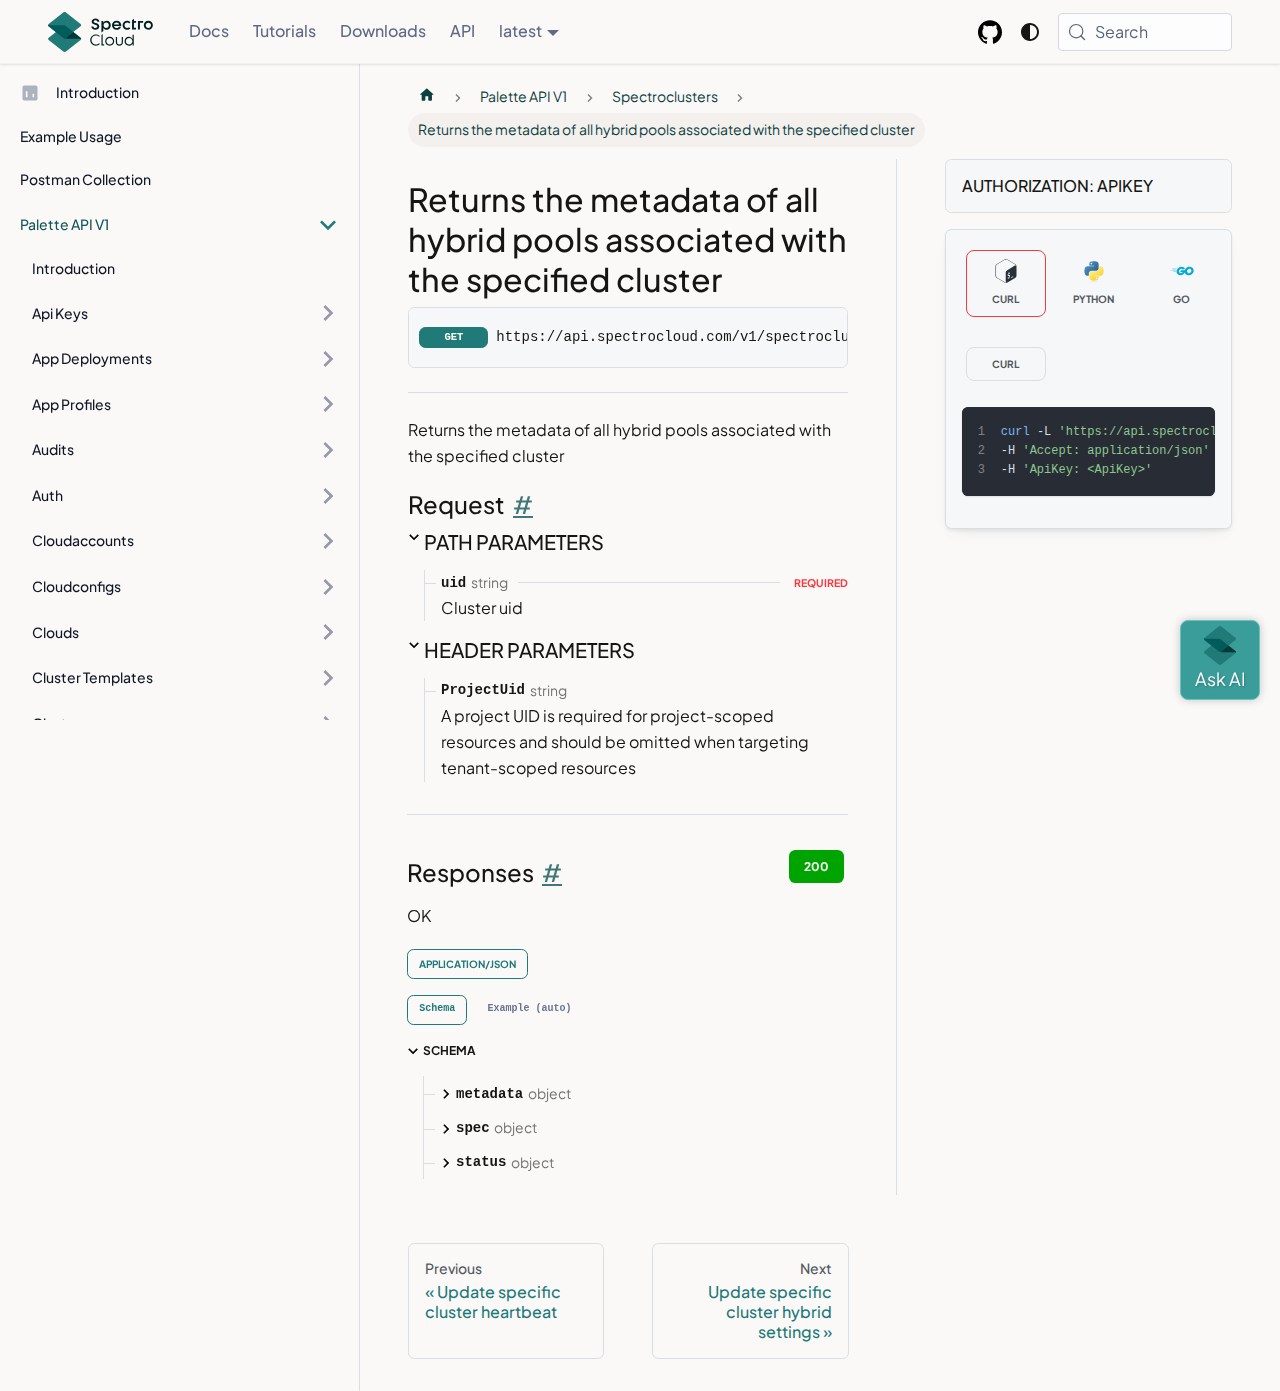 Spectro
Cloud
Docs
Tutorials
Downloads
API
latest
Search
Introduction
Example Usage
Postman Collection
Palette API V1
Introduction
Api Keys
App Deployments
App Profiles
Audits
Auth
Cloudaccounts
Cloudconfigs
Clouds
Cluster Templates
Palette API V1
Spectroclusters
Returns the metadata of all hybrid pools associated with the specified cluster
Returns the metadata of all
hybrid pools associated with
the specified cluster
GET https://api.spectrocloud.com/v1/spectroclu
Returns the metadata of all hybrid pools associated with
the specified cluster
Request #
PATH PARAMETERS
uid string REQUIRED
Cluster uid
HEADER PARAMETERS
ProjectUid string
A project UID is required for project-scoped
resources and should be omitted when targeting
tenant-scoped resources
Responses #
200
OK
APPLICATION/JSON
Schema
Example (auto)
SCHEMA
metadata object
spec object
status object
Previous
« Update specific
cluster heartbeat
Next
Update specific
cluster hybrid
settings »
AUTHORIZATION: APIKEY
CURL
PYTHON
GO
CURL
1 curl -L 'https://api.spectrocl
2 -H 'Accept: application/json'
3 -H 'ApiKey: <ApiKey>'
Ask AI